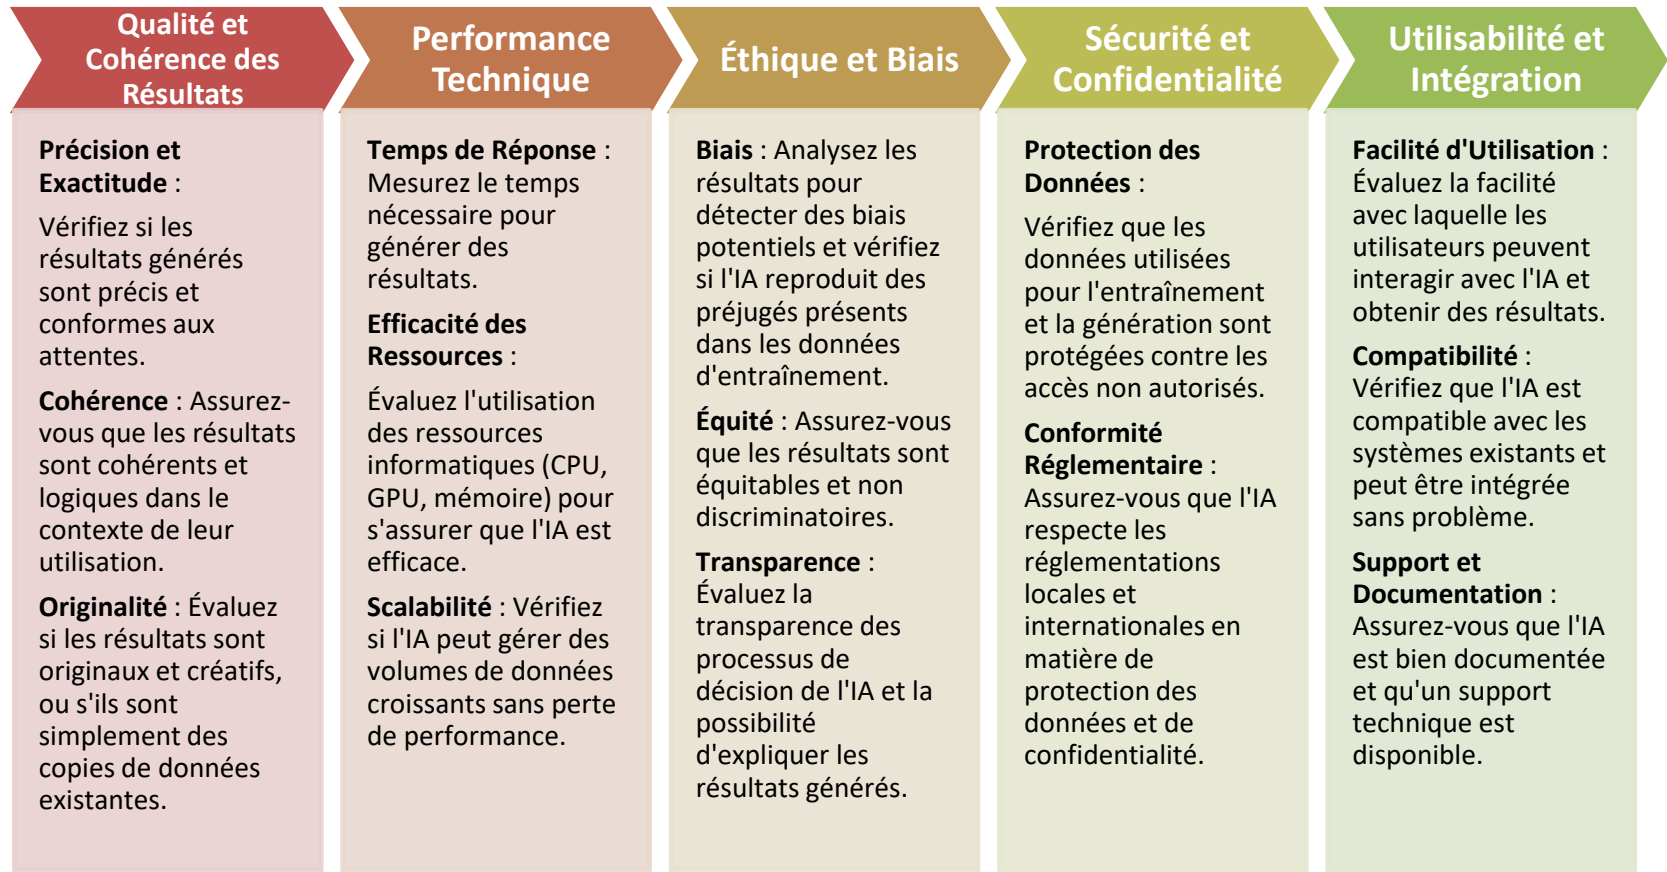 Qualité et
Cohérence des
Résultats
Précision et
Exactitude :
Vérifiez si les
résultats générés
sont précis et
conformes aux
attentes.
Cohérence : Assurez-
vous que les résultats
sont cohérents et
logiques dans le
contexte de leur
utilisation.
Originalité : Évaluez
si les résultats sont
originaux et créatifs,
ou s'ils sont
simplement des
copies de données
existantes.
Performance
Technique
Temps de Réponse :
Mesurez le temps
nécessaire pour
générer des
résultats.
Efficacité des
Ressources :
Évaluez l'utilisation
des ressources
informatiques (CPU,
GPU, mémoire) pour
s'assurer que l'IA est
efficace.
Scalabilité : Vérifiez
si l'IA peut gérer des
volumes de données
croissants sans perte
de performance.
Éthique et Biais
Biais : Analysez les
résultats pour
détecter des biais
potentiels et vérifiez
si l'IA reproduit des
préjugés présents
dans les données
d'entraînement.
Équité : Assurez-vous
que les résultats sont
équitables et non
discriminatoires.
Transparence :
Évaluez la
transparence des
processus de
décision de l'IA et la
possibilité
d'expliquer les
résultats générés.
Sécurité et
Confidentialité
Protection des
Données :
Vérifiez que les
données utilisées
pour l'entraînement
et la génération sont
protégées contre les
accès non autorisés.
Conformité
Réglementaire :
Assurez-vous que l'IA
respecte les
réglementations
locales et
internationales en
matière de
protection des
données et de
confidentialité.
Utilisabilité et
Intégration
Facilité d'Utilisation :
Évaluez la facilité
avec laquelle les
utilisateurs peuvent
interagir avec l'IA et
obtenir des résultats.
Compatibilité :
Vérifiez que l'IA est
compatible avec les
systèmes existants et
peut être intégrée
sans problème.
Support et
Documentation :
Assurez-vous que l'IA
est bien documentée
et qu'un support
technique est
disponible.